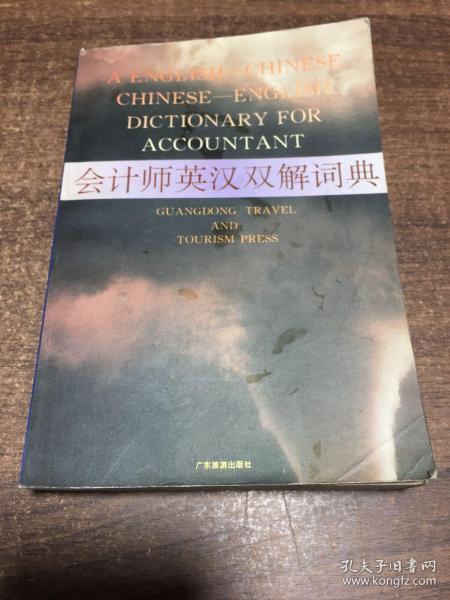 A ENGLISH—CHINESE
CHINESE—ENGLISH
DICTIONARY FOR
ACCOUNTANT
会计师英汉双解词典
GUANGDONG TRAVEL
AND
TOURISM PRESS
广东旅游出版社
孔夫子旧书网
www.kongfz.com